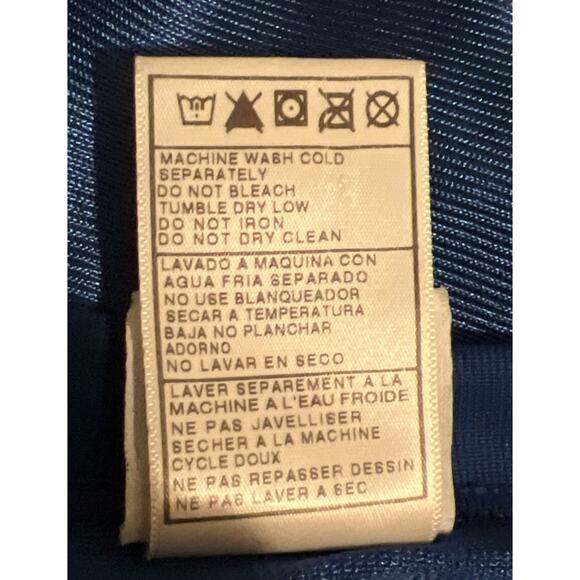 MACHINE WASH COLD
SEPARATELY
DO NOT BLEACH
TUMBLE DRY LOW
DO NOT IRON
DO NOT DRY CLEAN
LAVADO A MAQUINA CON
AGUA FRIA SEPARADO
NO USE BLANQUEADOR
SECAR A TEMPERATURA
BAJA NO PLANCHAR
ADORNO
NO LAVAR EN SECO
LAVER SEPAREMENT A LA
MACHINE A L'EAU FROIDE
NE PAS JAVELLISER
SECHER A LA MACHINE
CYCLE DOUX
NE PAS REPASSER DESSIN
NE PAS LAVER A SEC